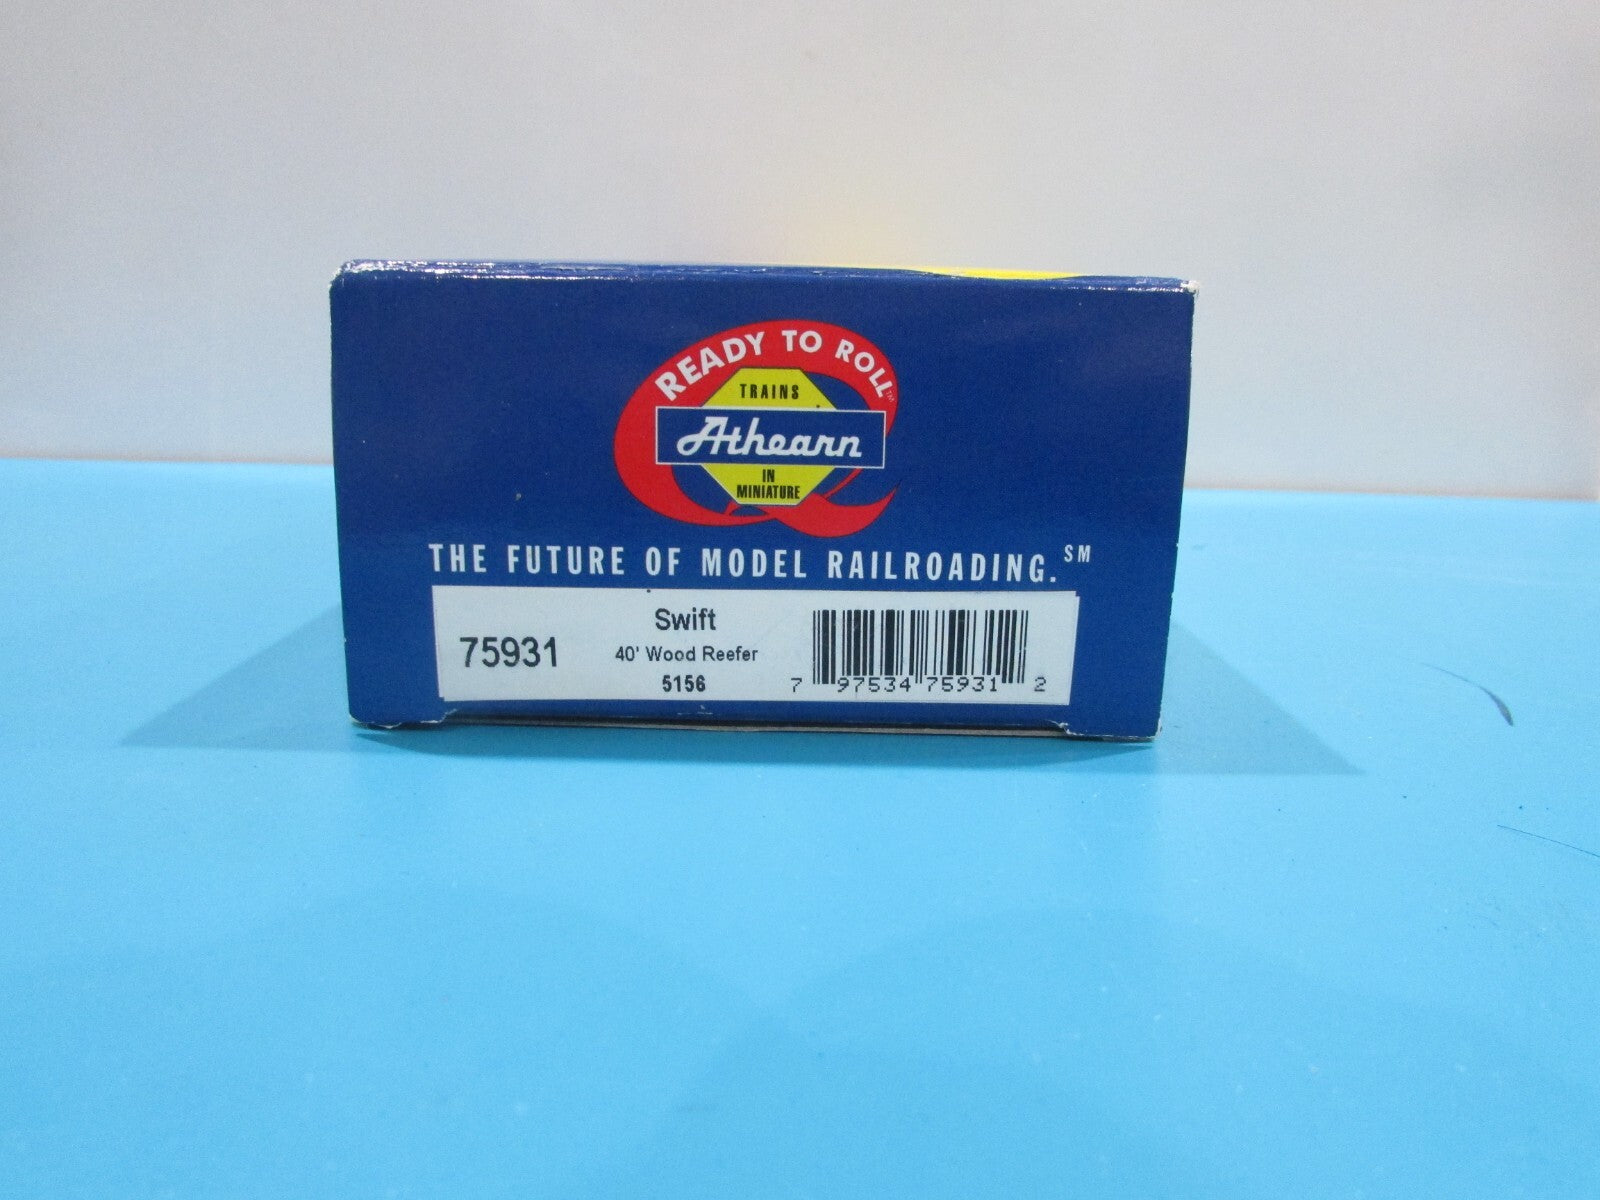 READY TO ROLL™
TRAINS
Athearn
IN
MINIATURE
THE FUTURE OF MODEL RAILROADING.℠
Swift
75931
40' Wood Reefer
5156
7 97534 75931 2